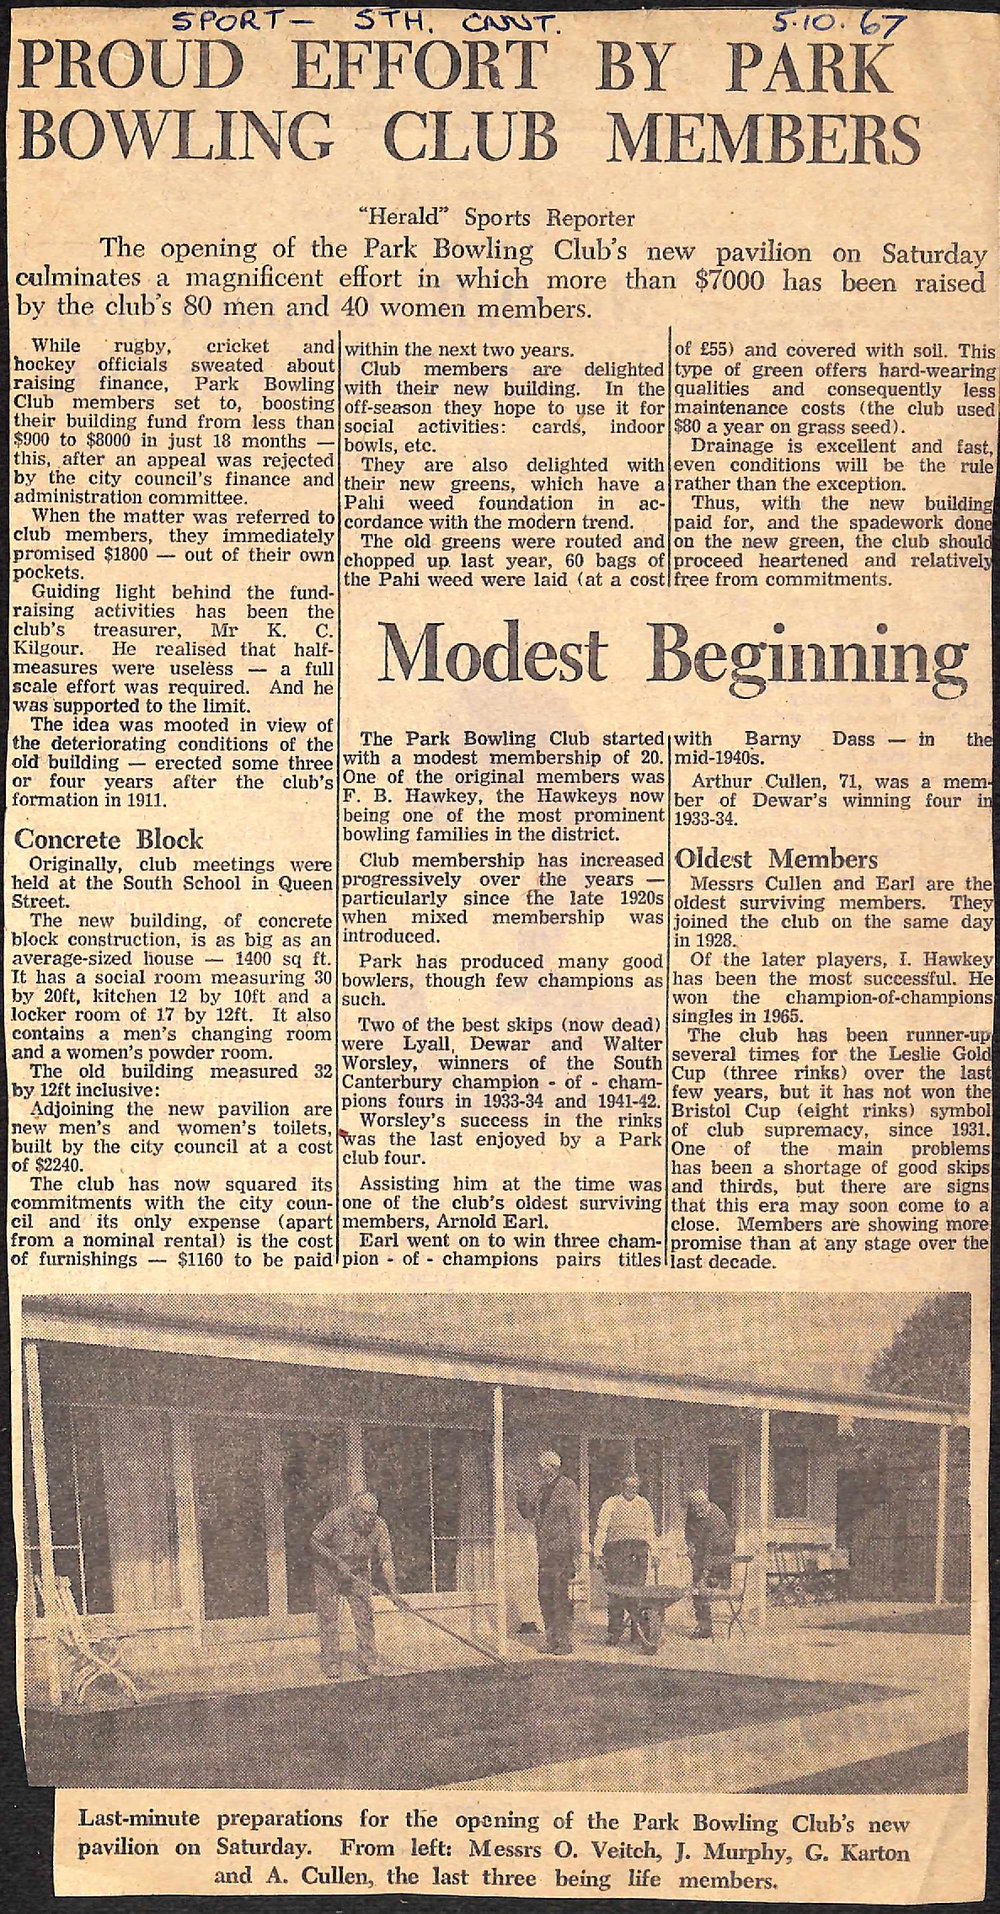 SPORT - STH. CANT. 5.10.67
PROUD EFFORT BY PARK
BOWLING CLUB MEMBERS
"Herald" Sports Reporter
The opening of the Park Bowling Club's new pavilion on Saturday
culminates a magnificent effort in which more than $7000 has been raised
by the club's 80 men and 40 women members.
While rugby, cricket and
hockey officials sweated about
raising finance, Park Bowling
Club members set to, boosting
their building fund from less than
$900 to $8000 in just 18 months —
this, after an appeal was rejected
by the city council's finance and
administration committee.
When the matter was referred to
club members, they immediately
promised $1800 — out of their own
pockets.
Guiding light behind the fund-
raising activities has been the
club's treasurer, Mr K. C.
Kilgour. He realised that half-
measures were useless — a full
scale effort was required. And he
was supported to the limit.
The idea was mooted in view of
the deteriorating conditions of the
old building — erected some three
or four years after the club's
formation in 1911.
Concrete Block
Originally, club meetings were
held at the South School in Queen
Street.
The new building, of concrete
block construction, is as big as an
average-sized house — 1400 sq ft.
It has a social room measuring 30
by 20ft, kitchen 12 by 10ft and a
locker room of 17 by 12ft. It also
contains a men's changing room
and a women's powder room.
The old building measured 32
by 12ft inclusive:
Adjoining the new pavilion are
new men's and women's toilets,
built by the city council at a cost
of $2240.
The club has now squared its
commitments with the city coun-
cil and its only expense (apart
from a nominal rental) is the cost
of furnishings — $1160 to be paid
within the next two years.
Club members are delighted
with their new building. In the
off-season they hope to use it for
social activities: cards, indoor
bowls, etc.
They are also delighted with
their new greens, which have a
Pahi weed foundation in ac-
cordance with the modern trend.
The old greens were routed and
chopped up last year, 60 bags of
the Pahi weed were laid (at a cost
of £55) and covered with soil. This
type of green offers hard-wearing
qualities and consequently less
maintenance costs (the club used
$80 a year on grass seed).
Drainage is excellent and fast,
even conditions will be the rule
rather than the exception.
Thus, with the new building
paid for, and the spadework done
on the new green, the club should
proceed heartened and relatively
free from commitments.
Modest Beginning
The Park Bowling Club started
with a modest membership of 20.
One of the original members was
F. B. Hawkey, the Hawkeys now
being one of the most prominent
bowling families in the district.
Club membership has increased
progressively over the years —
particularly since the late 1920s
when mixed membership was
introduced.
Park has produced many good
bowlers, though few champions as
such.
Two of the best skips (now dead)
were Lyall Dewar and Walter
Worsley, winners of the South
Canterbury champion - of - cham-
pions fours in 1933-34 and 1941-42.
Worsley's success in the rinks
was the last enjoyed by a Park
club four.
Assisting him at the time was
one of the club's oldest surviving
members, Arnold Earl.
Earl went on to win three cham-
pion - of - champions pairs titles
with Barny Dass — in the
mid-1940s.
Arthur Cullen, 71, was a mem-
ber of Dewar's winning four in
1933-34.
Oldest Members
Messrs Cullen and Earl are the
oldest surviving members. They
joined the club on the same day
in 1928.
Of the later players, I. Hawkey
has been the most successful. He
won the champion-of-champions
singles in 1965.
The club has been runner-up
several times for the Leslie Gold
Cup (three rinks) over the last
few years, but it has not won the
Bristol Cup (eight rinks) symbol
of club supremacy, since 1931.
One of the main problems
has been a shortage of good skips
and thirds, but there are signs
that this era may soon come to a
close. Members are showing more
promise than at any stage over the
last decade.
Last-minute preparations for the opening of the Park Bowling Club's new
pavilion on Saturday. From left: Messrs O. Veitch, J. Murphy, G. Karton
and A. Cullen, the last three being life members.